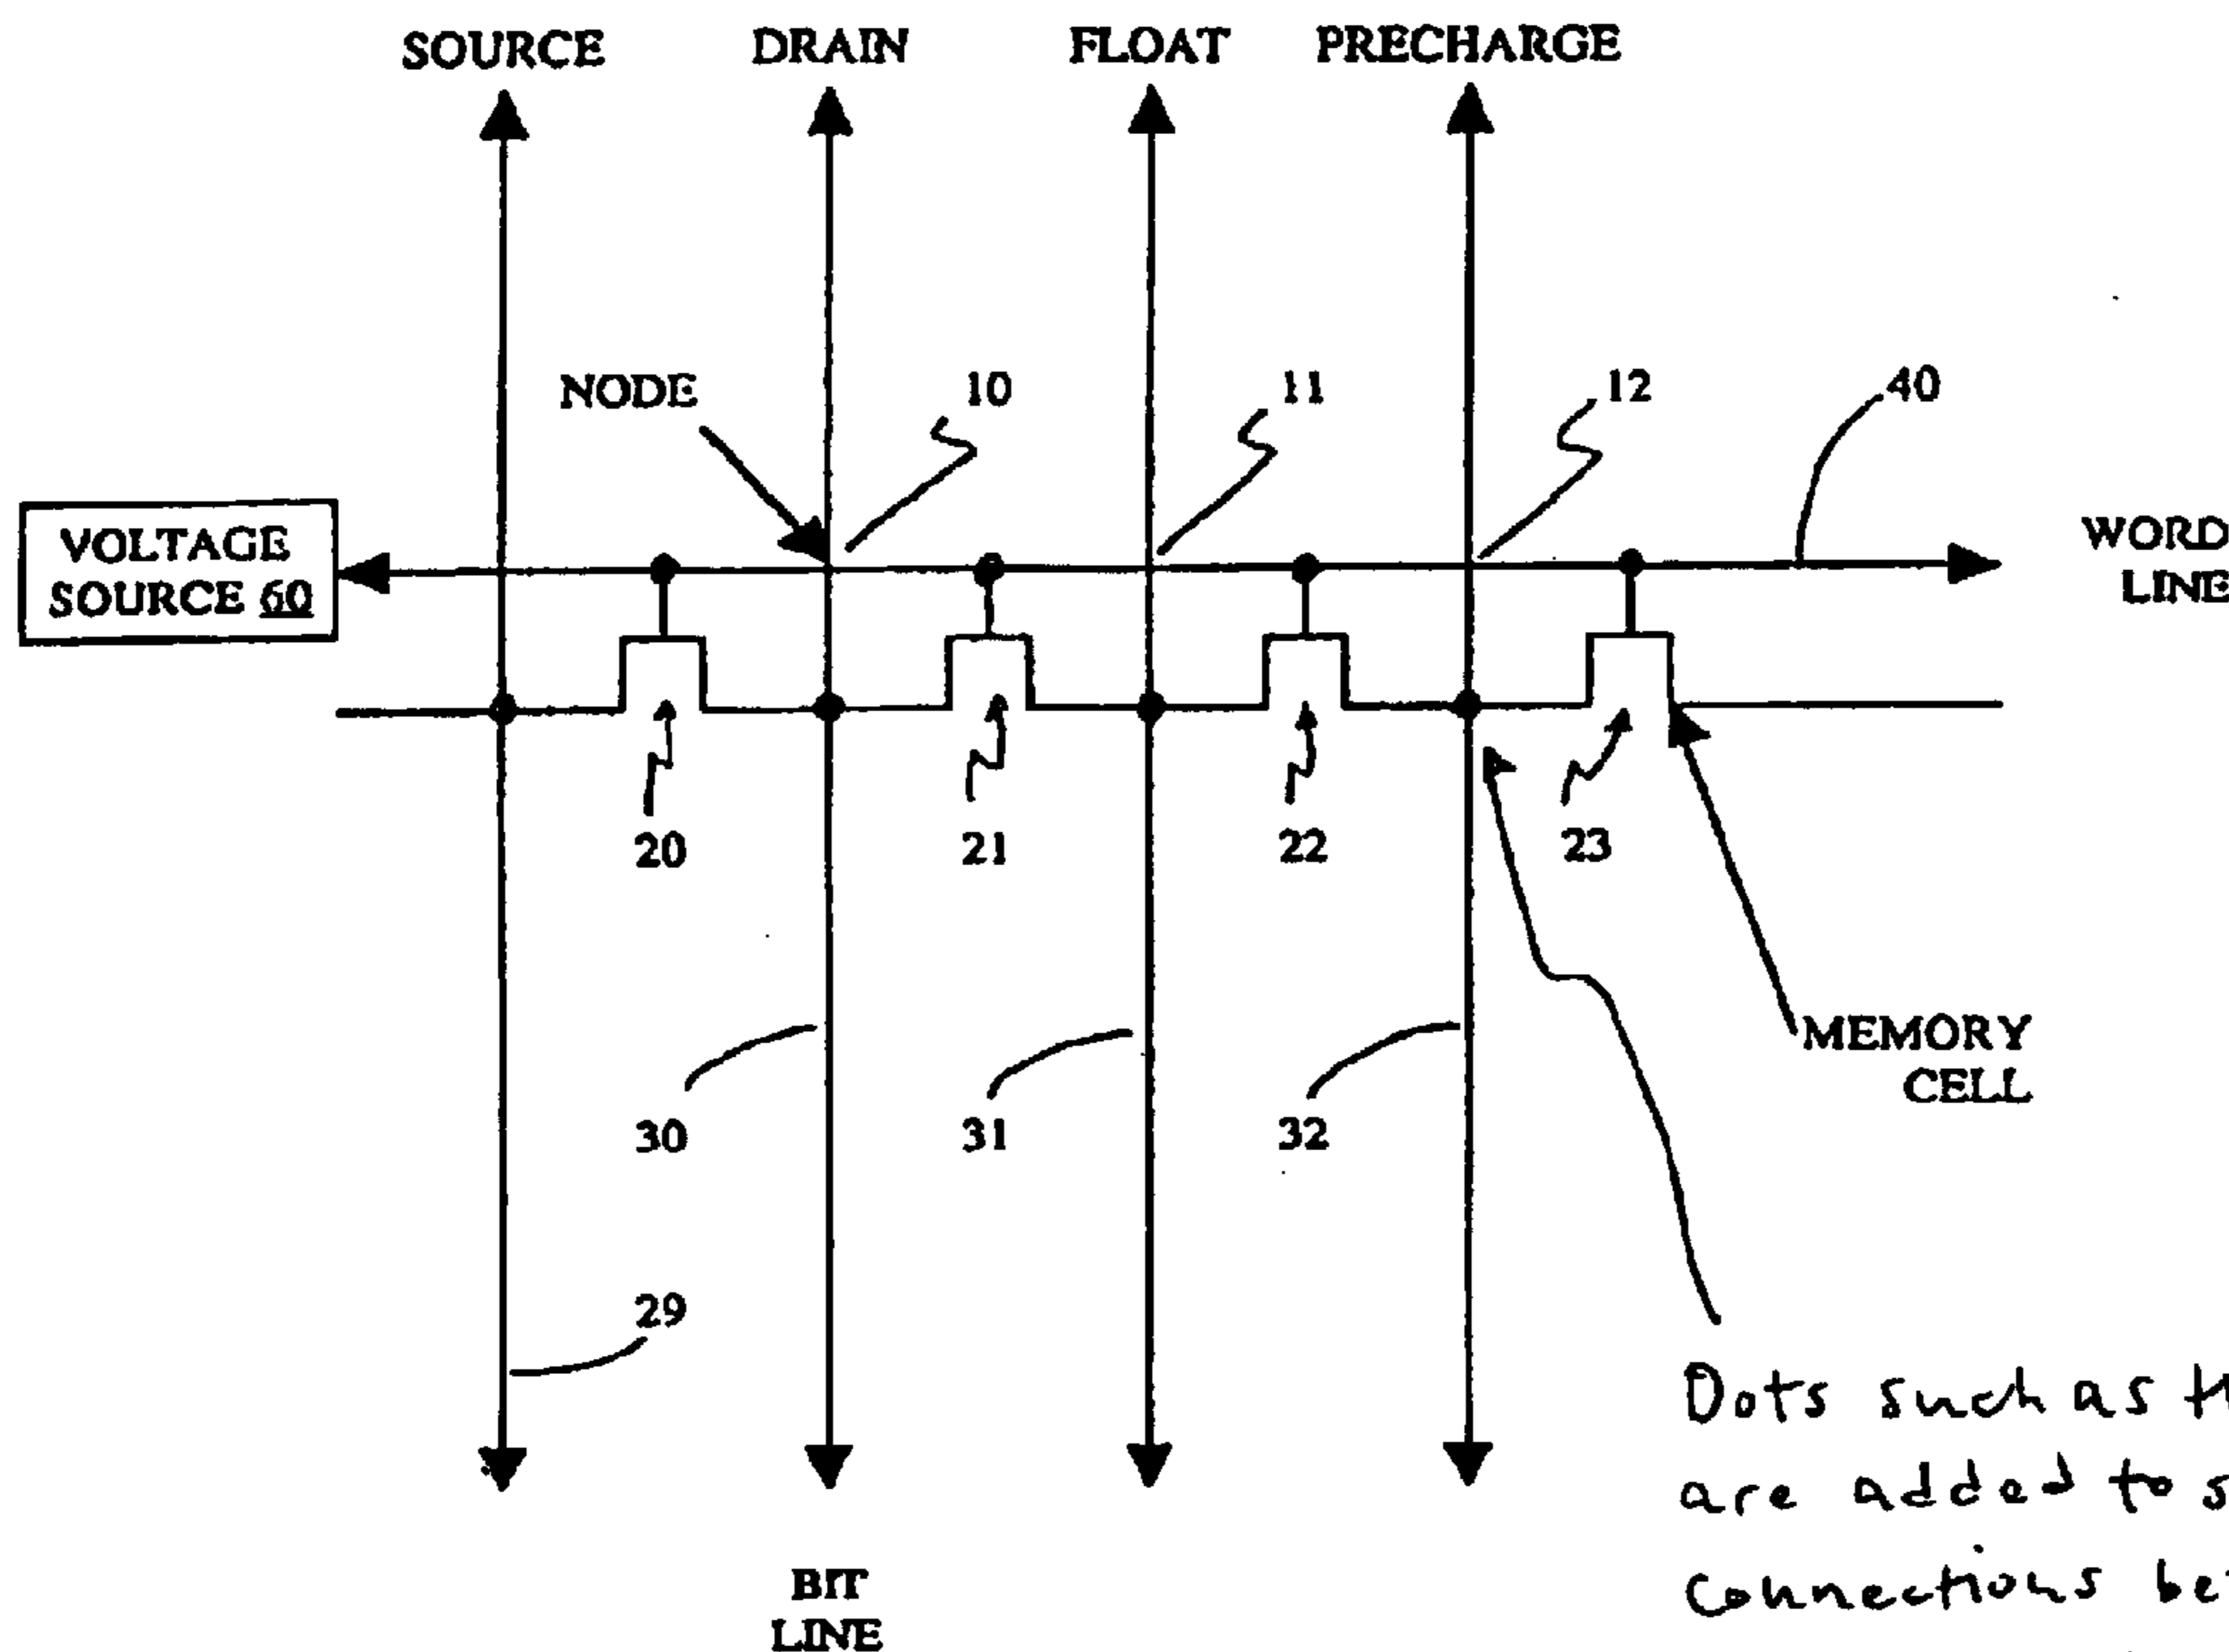 SOURCE DRAIN FLOAT PRECHARGE
NODE 10 11 12 40
VOLTAGE
SOURCE 60
WORD
LINE
20 21 22 23
MEMORY
CELL
30 31 32
29
Dots such as
are added to
connections
BIT
LINE